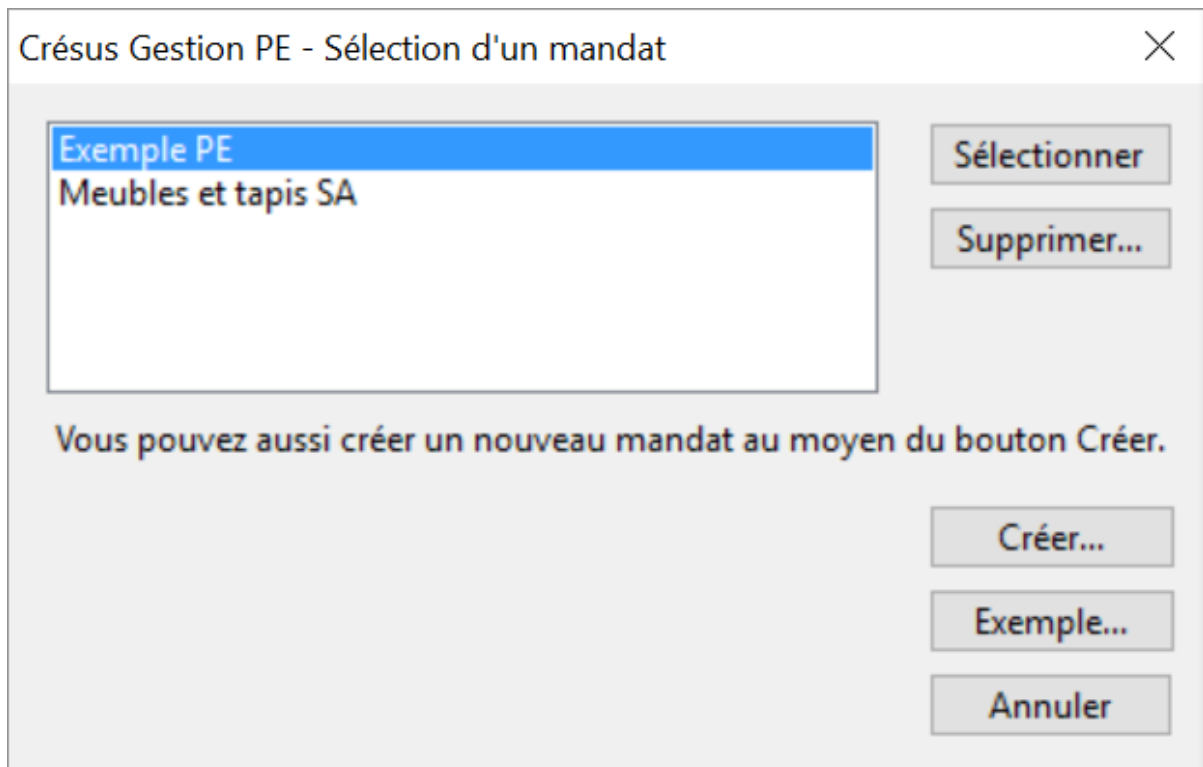 Crésus Gestion PE - Sélection d'un mandat
Exemple PE
Meubles et tapis SA
Sélectionner
Supprimer...
Vous pouvez aussi créer un nouveau mandat au moyen du bouton Créer.
Créer...
Exemple...
Annuler